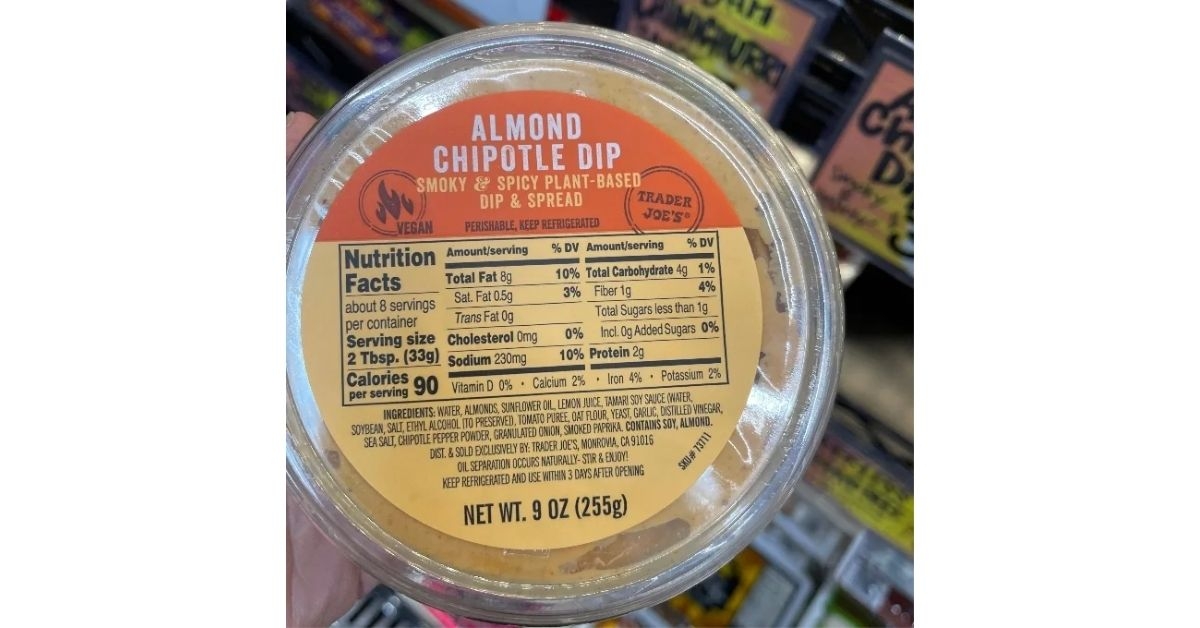 ALMOND
CHIPOTLE DIP
SMOKY & SPICY PLANT-BASED
DIP & SPREAD
VEGAN
PERISHABLE, KEEP REFRIGERATED
TRADER
JOE'S®
Nutrition
Facts
about 8 servings
per container
Serving size
2 Tbsp. (33g)
Calories
per serving 90
Amount/serving % DV
Total Fat 8g 10%
Sat. Fat 0.5g 3%
Trans Fat 0g
Cholesterol 0mg 0%
Sodium 230mg 10%
Amount/serving % DV
Total Carbohydrate 4g 1%
Fiber 1g 4%
Total Sugars less than 1g
Incl. 0g Added Sugars 0%
Protein 2g
Vitamin D 0% • Calcium 2% • Iron 4% • Potassium 2%
INGREDIENTS: WATER, ALMONDS, SUNFLOWER OIL, LEMON JUICE, TAMARI SOY SAUCE (WATER,
SOYBEAN, SALT, ETHYL ALCOHOL [TO PRESERVE]), TOMATO PUREE, OAT FLOUR, YEAST, GARLIC, DISTILLED VINEGAR,
SEA SALT, CHIPOTLE PEPPER POWDER, GRANULATED ONION, SMOKED PAPRIKA. CONTAINS SOY, ALMOND.
DIST. & SOLD EXCLUSIVELY BY: TRADER JOE'S, MONROVIA, CA 91016
OIL SEPARATION OCCURS NATURALLY- STIR & ENJOY!
KEEP REFRIGERATED AND USE WITHIN 3 DAYS AFTER OPENING
SKU# 73711
NET WT. 9 OZ (255g)